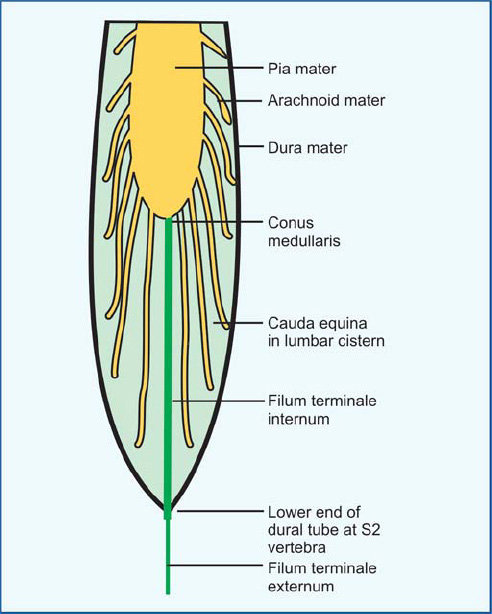 Pia mater
Arachnoid mater
Dura mater
Conus
medullaris
Cauda equina
in lumbar cistern
Filum terminale
internum
Lower end of
dural tube at S2
vertebra
Filum terminale
externum